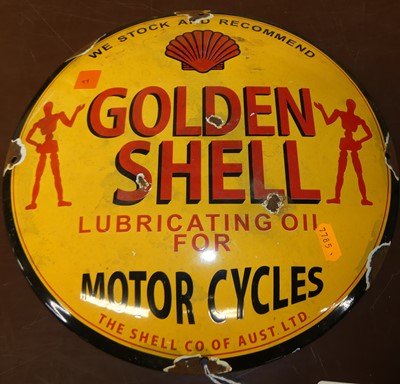 WE STOCK AND RECOMMEND
GOLDEN
SHELL
LUBRICATING OIL
FOR
MOTOR CYCLES
THE SHELL CO. OF AUST. LTD.
7785